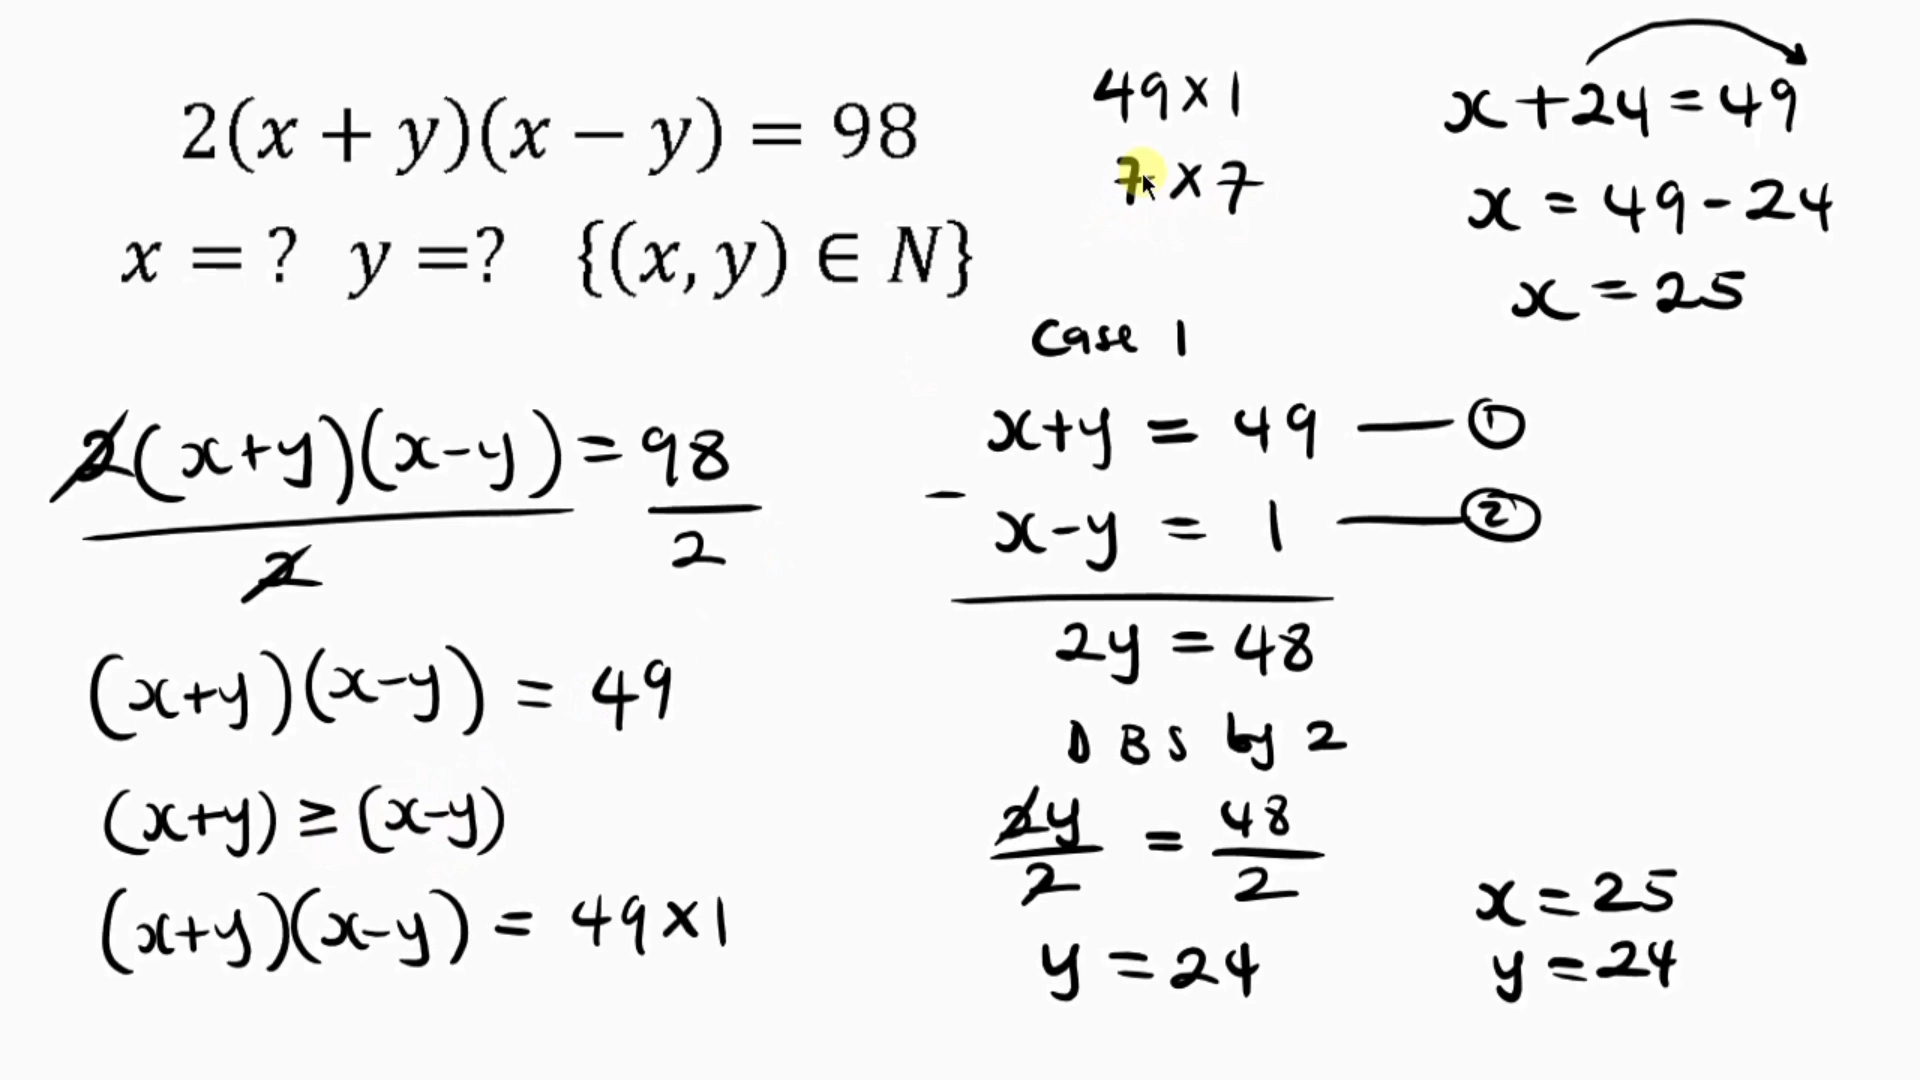 2(x + y)(x − y) = 98
x = ? y =? {(x, y) ∈ N}
2(x+y)(x-y) = 98
2 2
(x+y)(x-y) = 49
(x+y) ≥ (x-y)
(x+y)(x-y) = 49×1
49×1
7×7
Case 1
x+y = 49 — ①
- x-y = 1 — ②
2y = 48
D B S by 2
2y = 48
2 2
y = 24
x+24=49
x = 49-24
x = 25
x = 25
y = 24